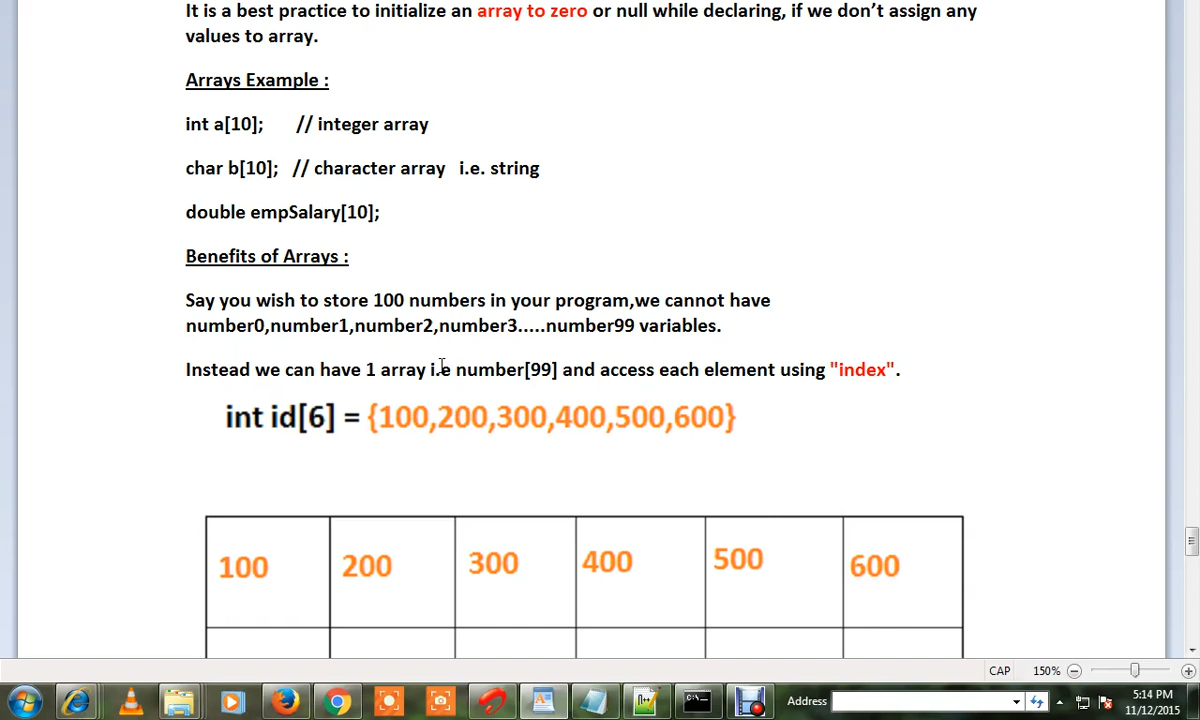 It is a best practice to initialize an array to zero or null while declaring, if we don’t assign any
values to array.
Arrays Example :
int a[10]; // integer array
char b[10]; // character array i.e. string
double empSalary[10];
Benefits of Arrays :
Say you wish to store 100 numbers in your program,we cannot have
number0,number1,number2,number3.....number99 variables.
Instead we can have 1 array i.e number[99] and access each element using "index".
int id[6] = {100,200,300,400,500,600}
100 200 300 400 500 600
CAP 150%
Address
5:14 PM
11/12/2015